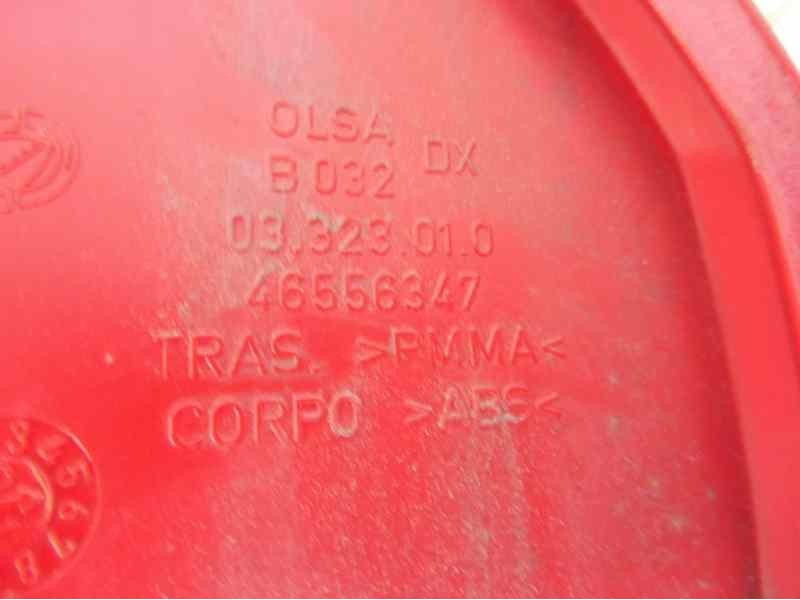 OLSA DX
B 032
03.323.01.0
46556347
TRAS. >PMMA<
CORPO >ABS<